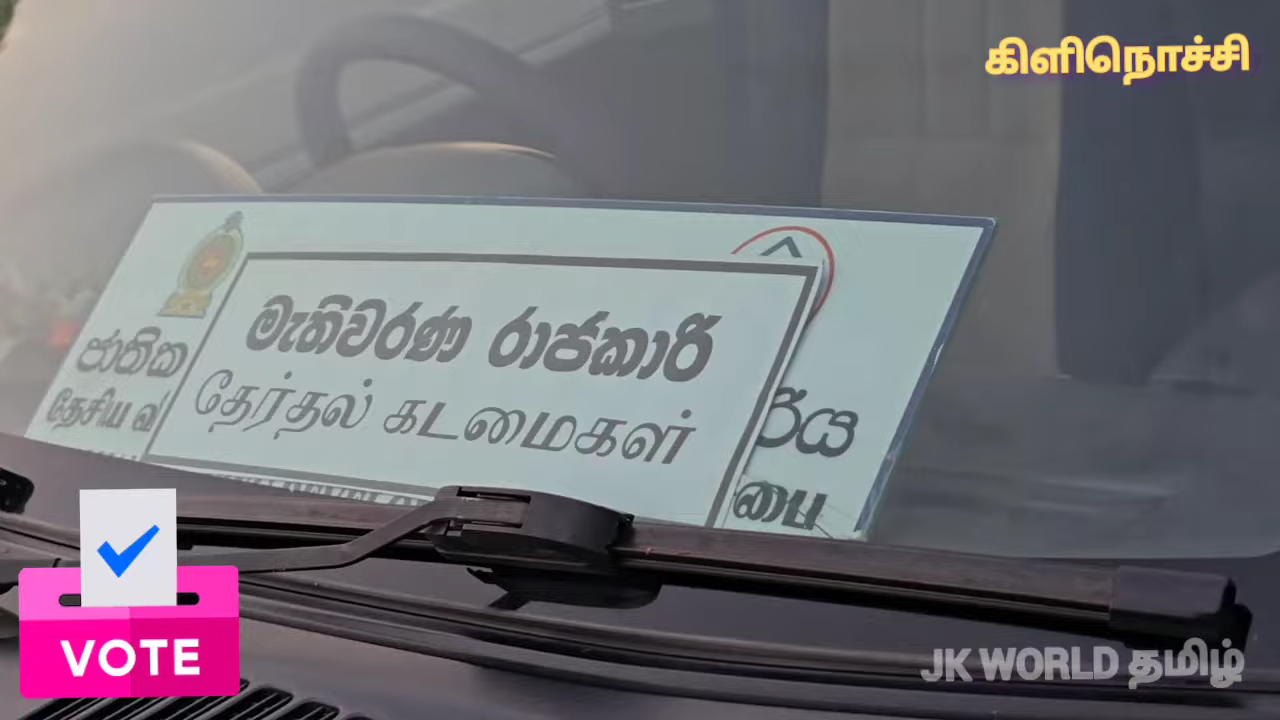 கிளிநொச்சி
මැතිවරණ රාජකාරි
தேர்தல் கடமைகள்
ජාතික
தேசிய
VOTE
JK WORLD தமிழ்